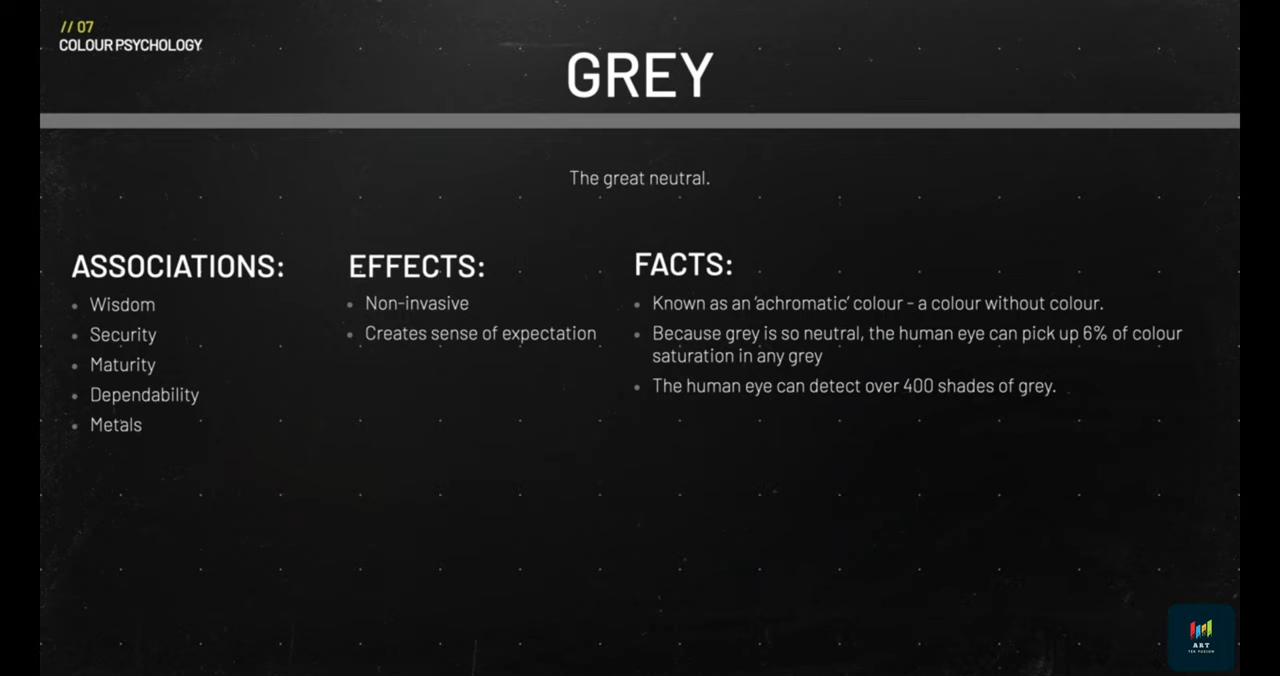 // 07
COLOUR PSYCHOLOGY
GREY
The great neutral.
ASSOCIATIONS:
Wisdom
Security
Maturity
Dependability
Metals
EFFECTS:
Non-invasive
Creates sense of expectation
FACTS:
Known as an 'achromatic' colour - a colour without colour.
Because grey is so neutral, the human eye can pick up 6% of colour
saturation in any grey
The human eye can detect over 400 shades of grey.
ART